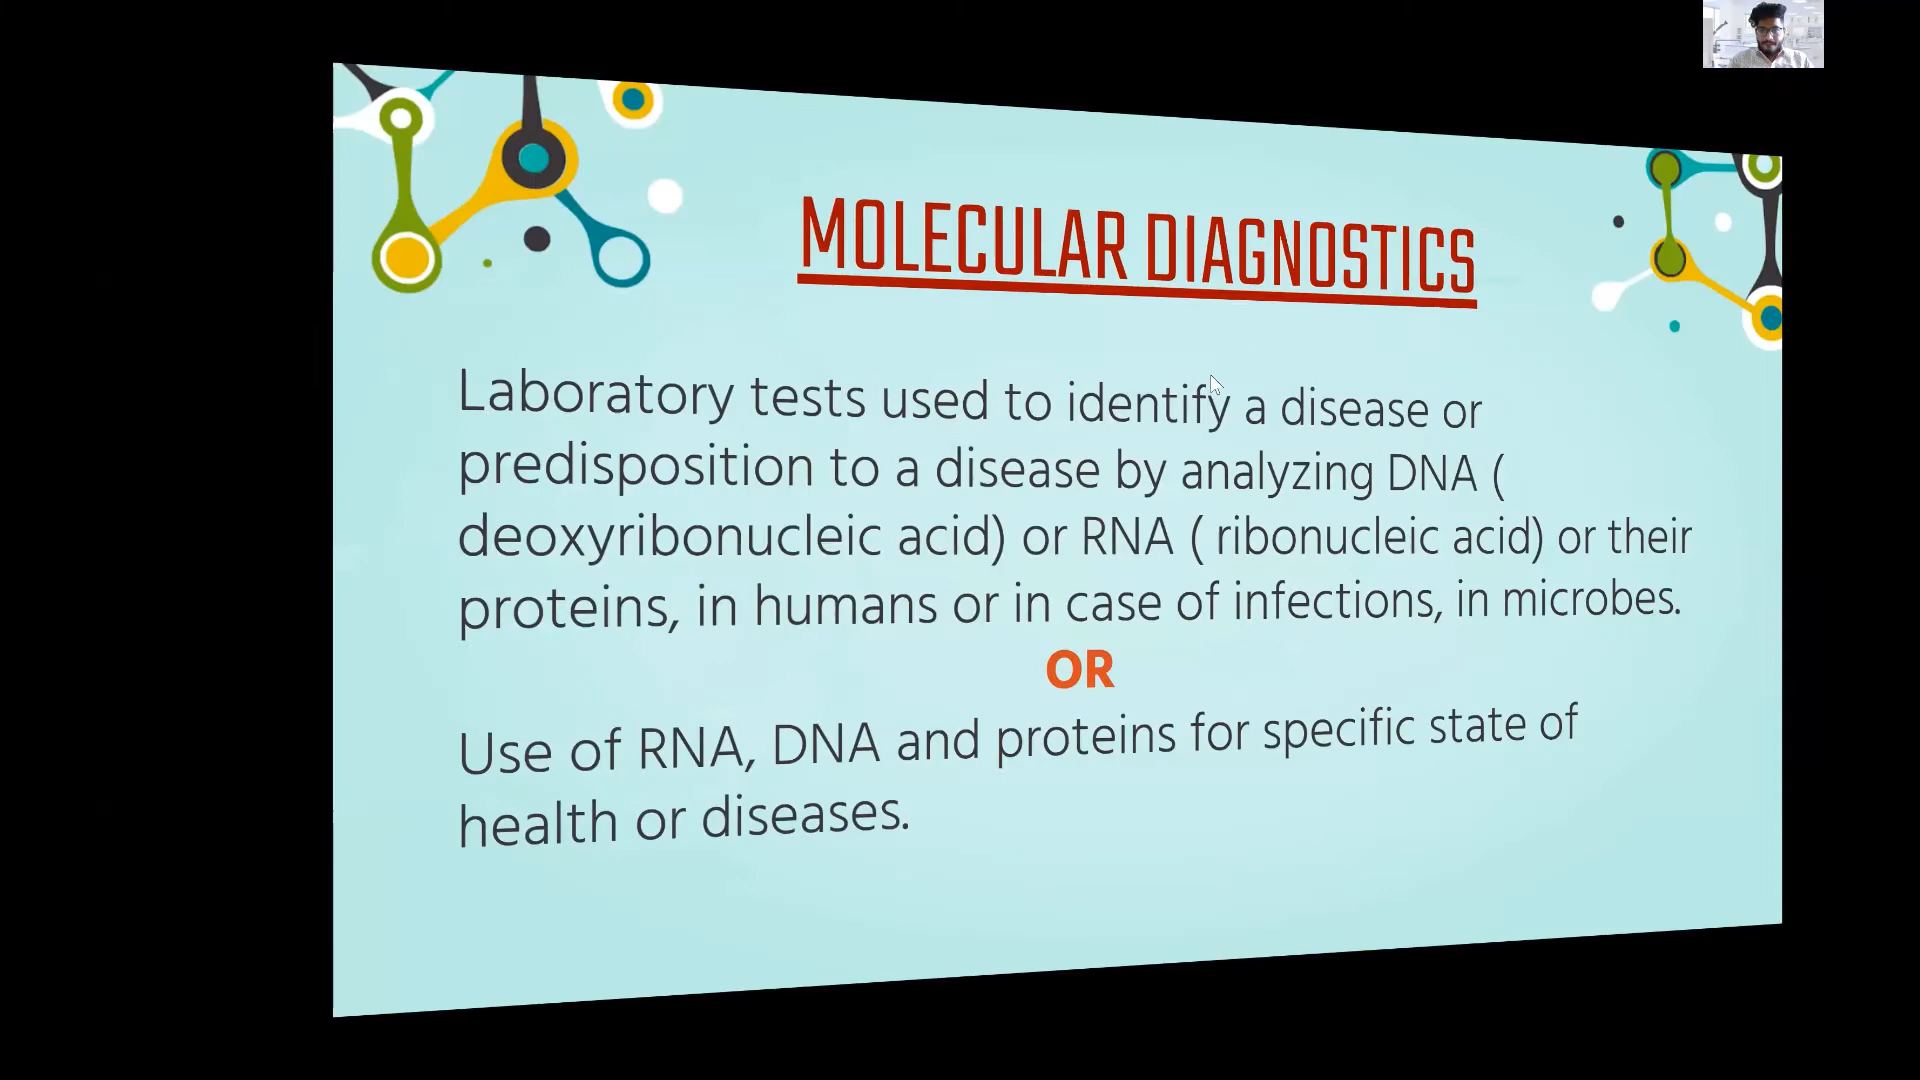 MOLECULAR DIAGNOSTICS
Laboratory tests used to identify a disease or
predisposition to a disease by analyzing DNA (
deoxyribonucleic acid) or RNA ( ribonucleic acid) or their
proteins, in humans or in case of infections, in microbes.
OR
Use of RNA, DNA and proteins for specific state of
health or diseases.